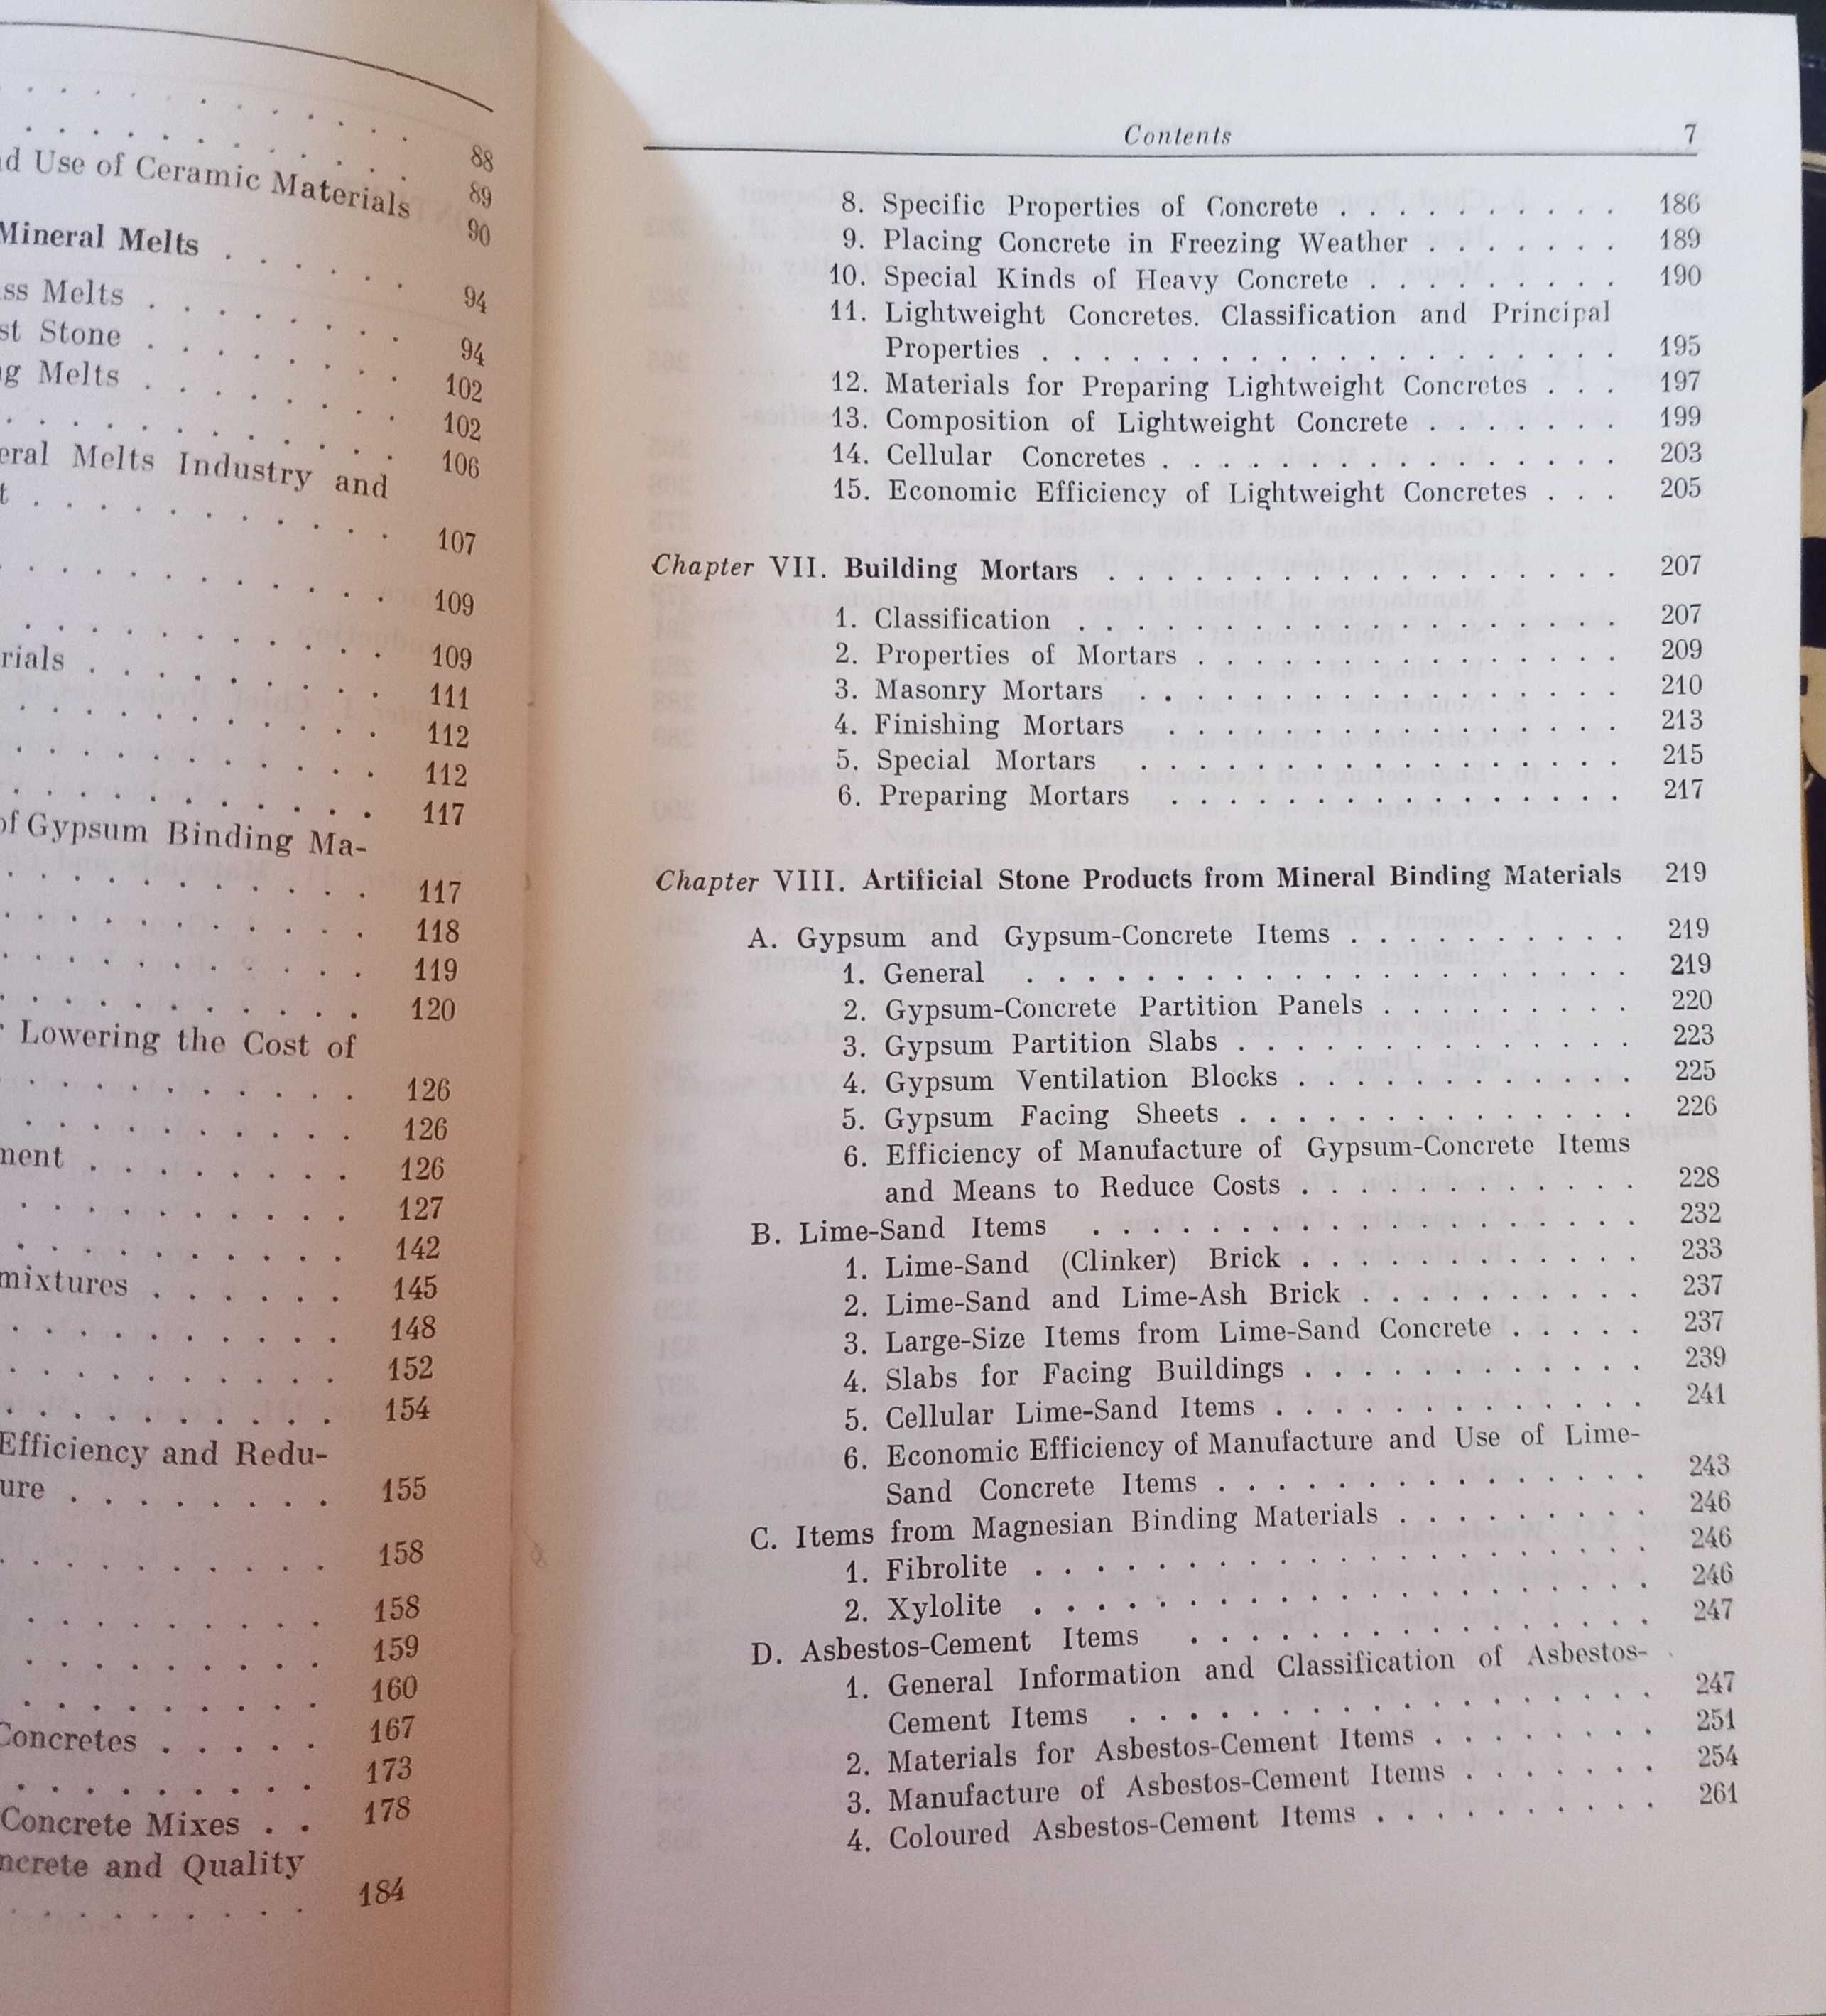 88
89
d Use of Ceramic Materials
90
Mineral Melts . . . . . .
94
ss Melts . . . . . . . .
94
st Stone . . . . . . . .
102
g Melts . . . . . . . .
102
106
eral Melts Industry and
t . . . . . . . . . . .
107
109
109
rials . . . . . . . . . .
111
112
112
117
of Gypsum Binding Ma-
117
118
119
120
Lowering the Cost of
126
126
ment . . . . . . . .
126
127
142
mixtures . . . . . .
145
148
152
154
Efficiency and Redu-
ure . . . . . . . .
155
158
158
159
160
Concretes . . . . .
167
173
Concrete Mixes . .
178
ncrete and Quality
184
Contents 7
8. Specific Properties of Concrete . . . . . . . . . . 186
9. Placing Concrete in Freezing Weather . . . . . . . 189
10. Special Kinds of Heavy Concrete . . . . . . . . . 190
11. Lightweight Concretes. Classification and Principal
Properties . . . . . . . . . . . . . . . . . . . 195
12. Materials for Preparing Lightweight Concretes . . . 197
13. Composition of Lightweight Concrete . . . . . . . 199
14. Cellular Concretes . . . . . . . . . . . . . . . 203
15. Economic Efficiency of Lightweight Concretes . . . 205
Chapter VII. Building Mortars . . . . . . . . . . . . . . . . 207
1. Classification . . . . . . . . . . . . . . . . . 207
2. Properties of Mortars . . . . . . . . . . . . . . 209
3. Masonry Mortars . . . . . . . . . . . . . . . 210
4. Finishing Mortars . . . . . . . . . . . . . . 213
5. Special Mortars . . . . . . . . . . . . . . . 215
6. Preparing Mortars . . . . . . . . . . . . . . 217
Chapter VIII. Artificial Stone Products from Mineral Binding Materials 219
A. Gypsum and Gypsum-Concrete Items . . . . . . . . . . 219
1. General . . . . . . . . . . . . . . . . . . . 219
2. Gypsum-Concrete Partition Panels . . . . . . . . . 220
3. Gypsum Partition Slabs . . . . . . . . . . . . . 223
4. Gypsum Ventilation Blocks . . . . . . . . . . . 225
5. Gypsum Facing Sheets . . . . . . . . . . . . . 226
6. Efficiency of Manufacture of Gypsum-Concrete Items
and Means to Reduce Costs . . . . . . . . . . . 228
B. Lime-Sand Items . . . . . . . . . . . . . . . . . . 232
1. Lime-Sand (Clinker) Brick . . . . . . . . . . . 233
2. Lime-Sand and Lime-Ash Brick . . . . . . . . . . 237
3. Large-Size Items from Lime-Sand Concrete . . . . . 237
4. Slabs for Facing Buildings . . . . . . . . . . . 239
5. Cellular Lime-Sand Items . . . . . . . . . . . . 241
6. Economic Efficiency of Manufacture and Use of Lime-
Sand Concrete Items . . . . . . . . . . . . . . 243
C. Items from Magnesian Binding Materials . . . . . . . . . 246
1. Fibrolite . . . . . . . . . . . . . . . . . . . 246
2. Xylolite . . . . . . . . . . . . . . . . . . . 246
D. Asbestos-Cement Items . . . . . . . . . . . . . . . 247
1. General Information and Classification of Asbestos-
Cement Items . . . . . . . . . . . . . . . . . 247
2. Materials for Asbestos-Cement Items . . . . . . . . 251
3. Manufacture of Asbestos-Cement Items . . . . . . . 254
4. Coloured Asbestos-Cement Items . . . . . . . . . . 261